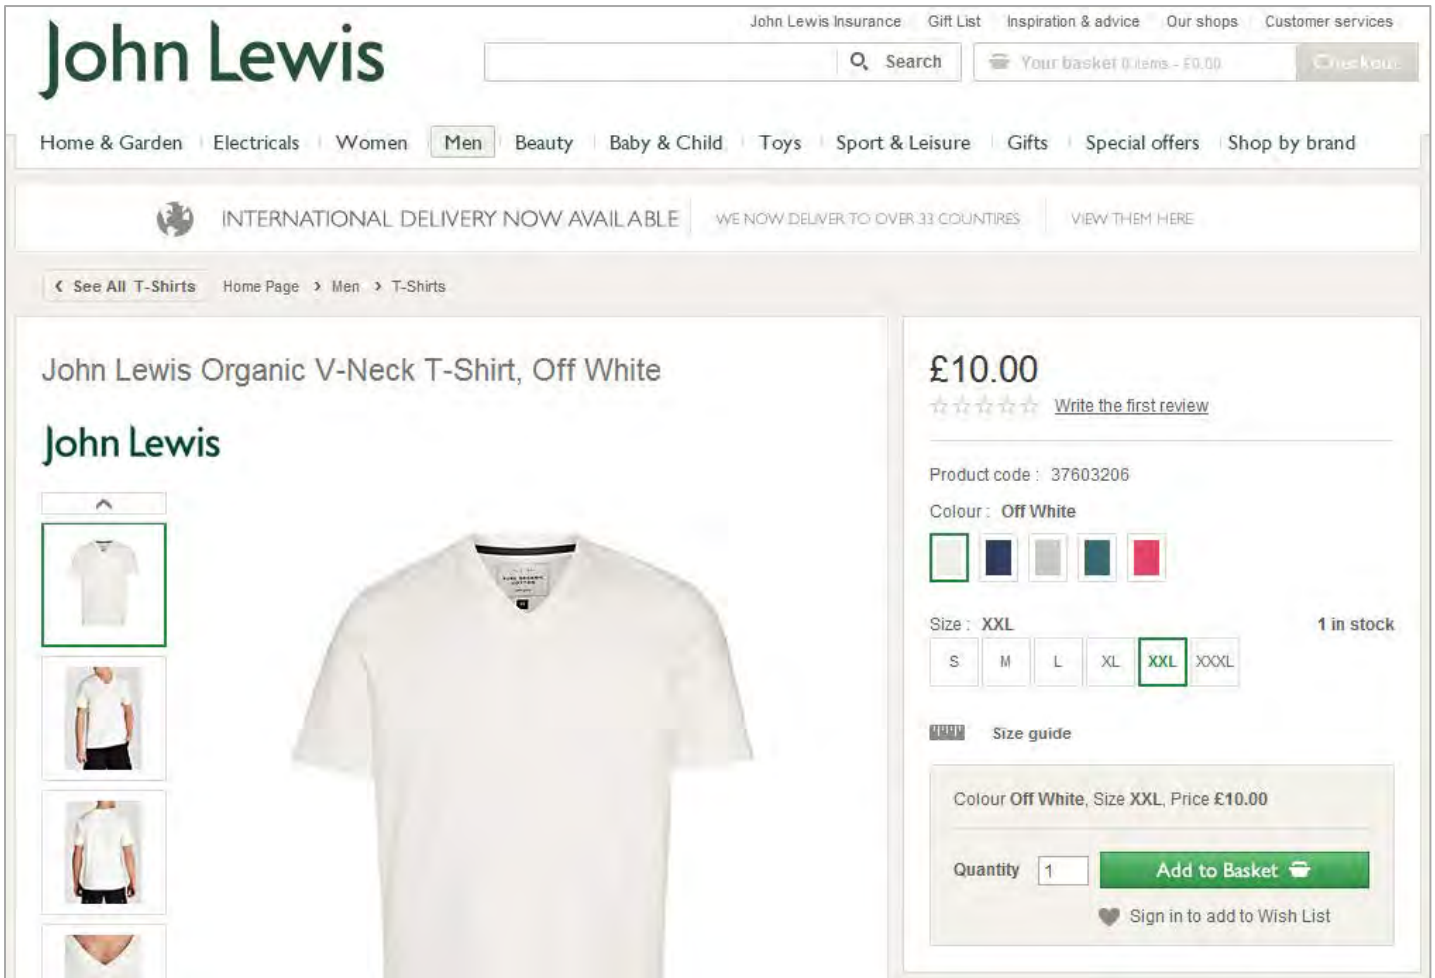 John Lewis
John Lewis Insurance Gift List Inspiration & advice Our shops Customer services
Search
Your basket 0 items - £0.00 Checkout
Home & Garden Electricals Women Men Beauty Baby & Child Toys Sport & Leisure Gifts Special offers Shop by brand
INTERNATIONAL DELIVERY NOW AVAILABLE WE NOW DELIVER TO OVER 33 COUNTIRES VIEW THEM HERE
See All T-Shirts Home Page > Men > T-Shirts
John Lewis Organic V-Neck T-Shirt, Off White
John Lewis
PURE ORGANIC
COTTON
£10.00
Write the first review
Product code : 37603206
Colour : Off White
Size : XXL 1 in stock
S M L XL XXL XXXL
Size guide
Colour Off White, Size XXL, Price £10.00
Quantity 1 Add to Basket
Sign in to add to Wish List